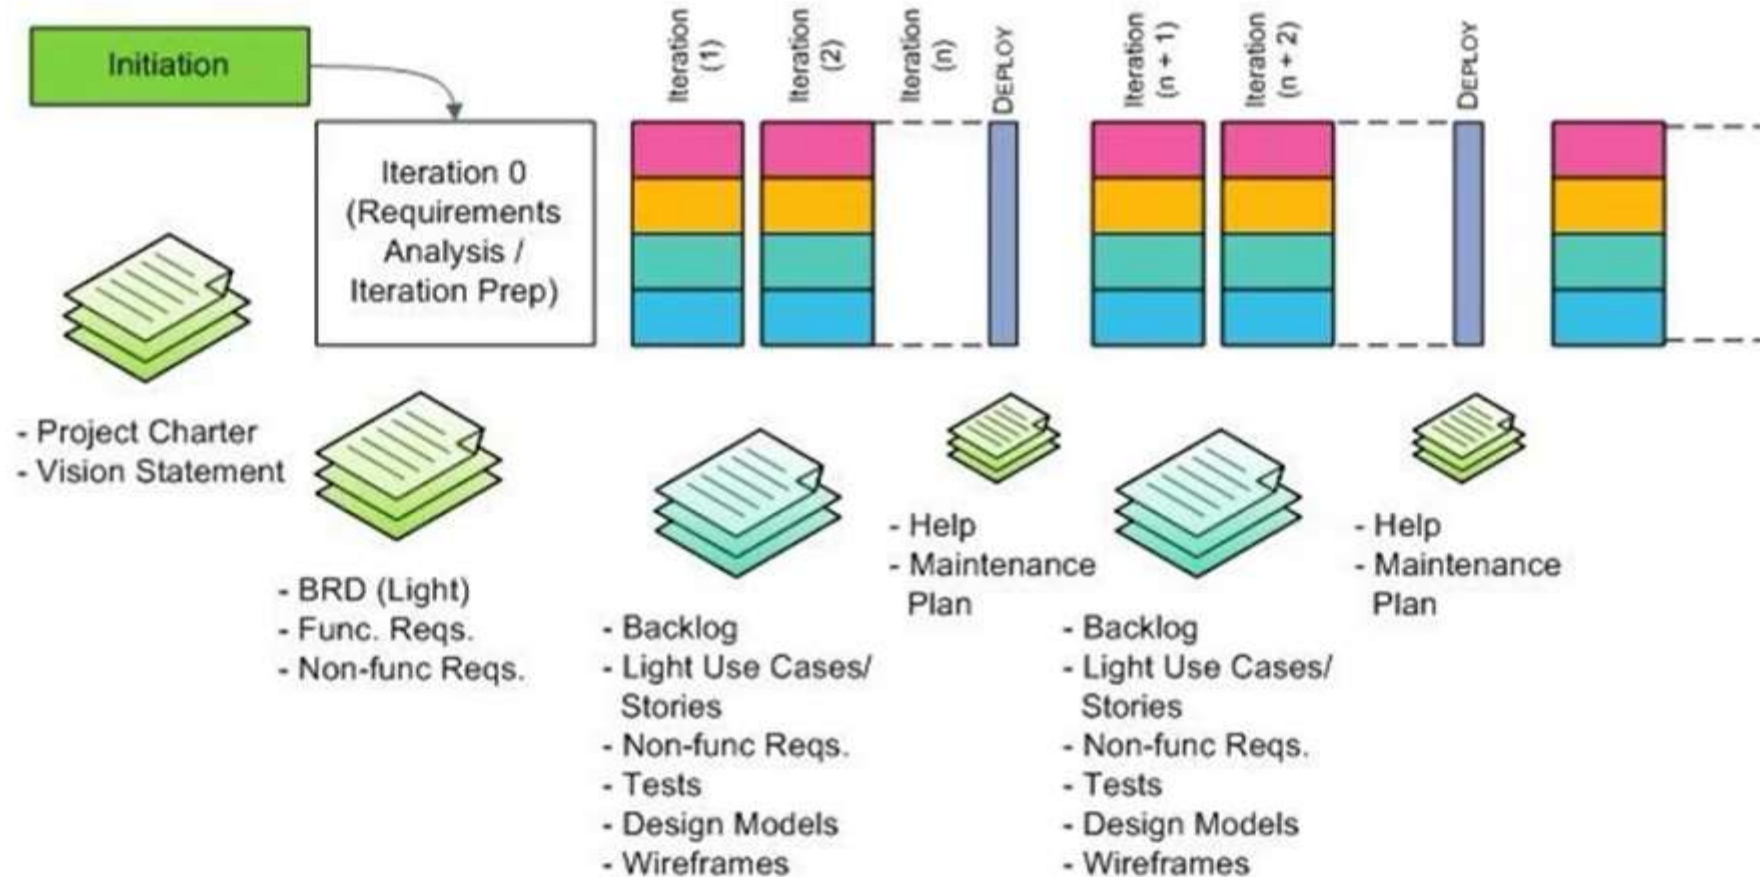 Initiation
Iteration 0
(Requirements
Analysis /
Iteration Prep)
Iteration
(1)
Iteration
(2)
Iteration
(n)
DEPLOY
Iteration
(n + 1)
Iteration
(n + 2)
DEPLOY
- Project Charter
- Vision Statement
- BRD (Light)
- Func. Reqs.
- Non-func Reqs.
- Backlog
- Light Use Cases/
Stories
- Non-func Reqs.
- Tests
- Design Models
- Wireframes
- Help
- Maintenance
Plan
- Backlog
- Light Use Cases/
Stories
- Non-func Reqs.
- Tests
- Design Models
- Wireframes
- Help
- Maintenance
Plan